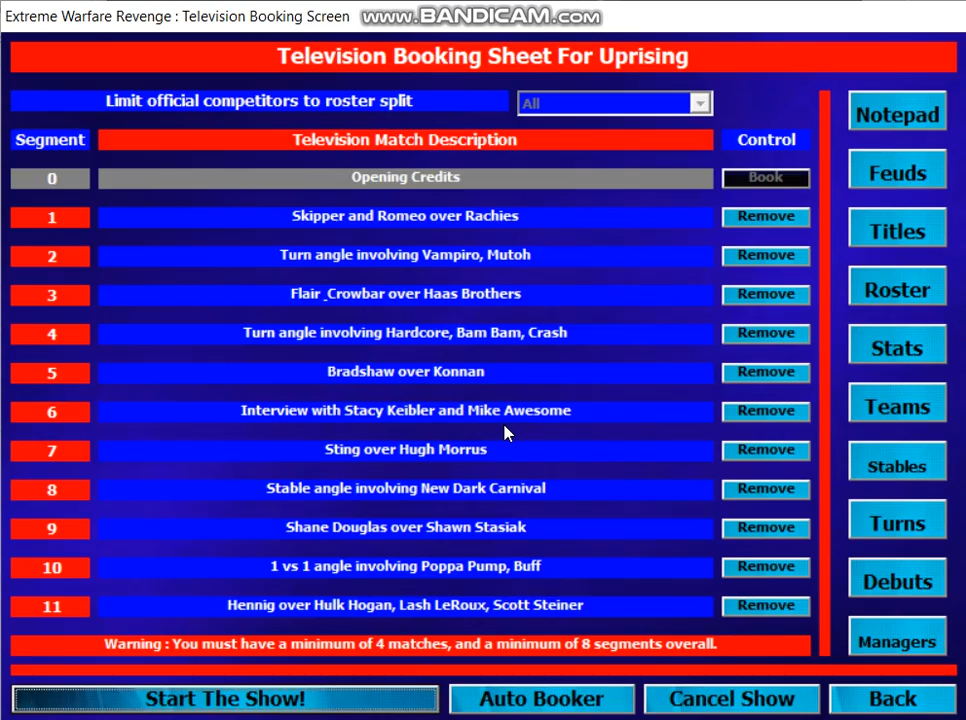 Extreme Warfare Revenge : Television Booking Screen
www.BANDICAM.com
Television Booking Sheet For Uprising
Limit official competitors to roster split
All
Notepad
Segment
Television Match Description
Control
0
Opening Credits
Book
Feuds
1
Skipper and Romeo over Rachies
Remove
Titles
2
Turn angle involving Vampiro, Mutoh
Remove
3
Flair ,Crowbar over Haas Brothers
Remove
Roster
4
Turn angle involving Hardcore, Bam Bam, Crash
Remove
Stats
5
Bradshaw over Konnan
Remove
6
Interview with Stacy Keibler and Mike Awesome
Remove
Teams
7
Sting over Hugh Morrus
Remove
Stables
8
Stable angle involving New Dark Carnival
Remove
9
Shane Douglas over Shawn Stasiak
Remove
Turns
10
1 vs 1 angle involving Poppa Pump, Buff
Remove
Debuts
11
Hennig over Hulk Hogan, Lash LeRoux, Scott Steiner
Remove
Warning : You must have a minimum of 4 matches, and a minimum of 8 segments overall.
Managers
Start The Show!
Auto Booker
Cancel Show
Back